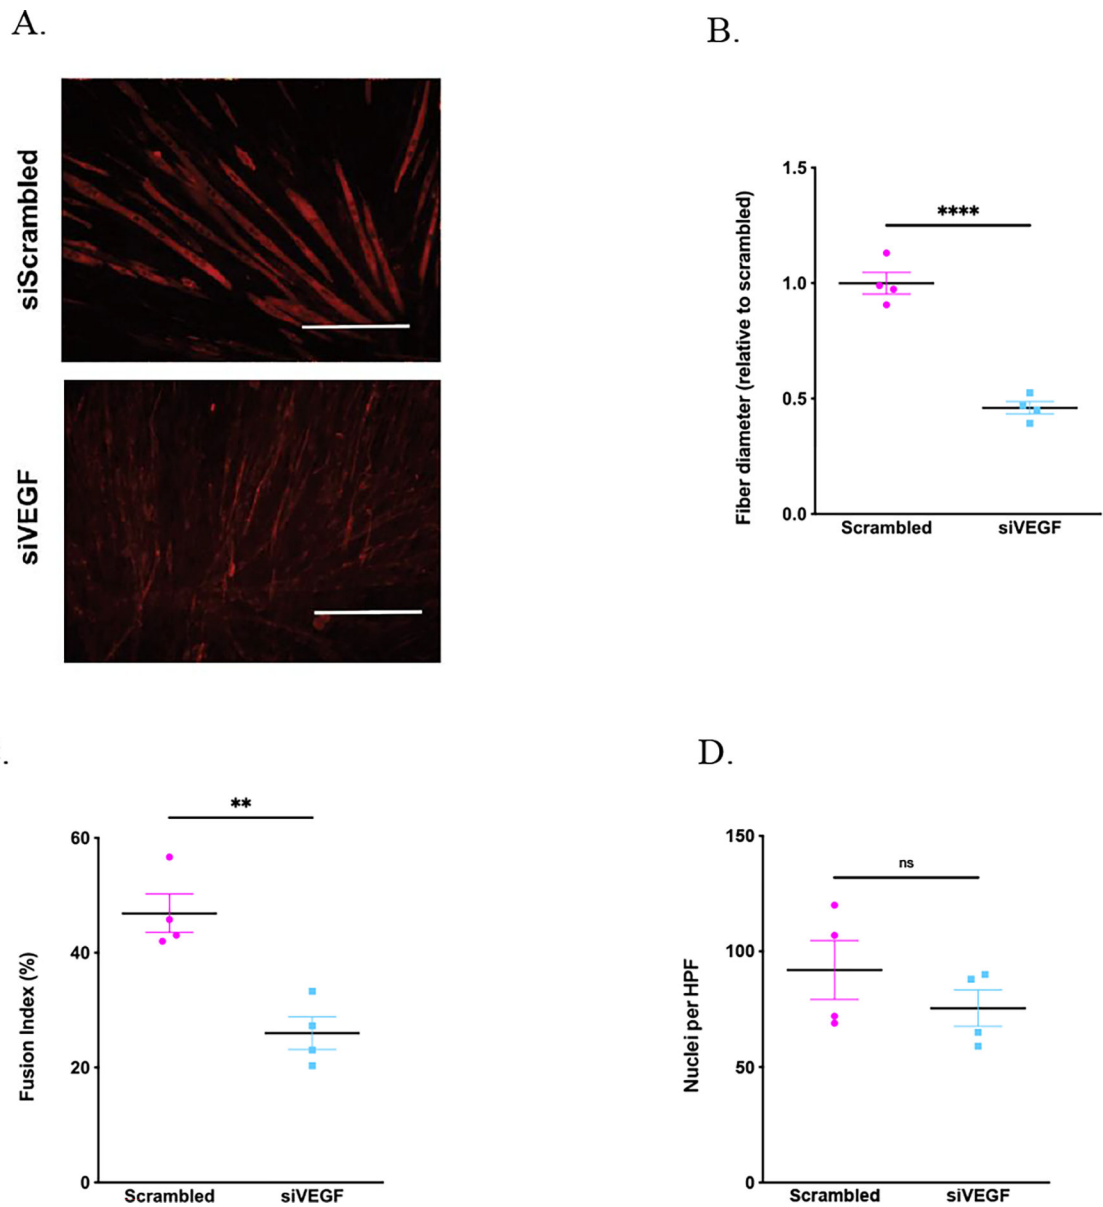 A.
siScrambled
siVEGF
B.
Fiber diameter (relative to scrambled)
1.5
1.0
0.5
0.0
****
Scrambled siVEGF
.
Fusion Index (%)
60
40
20
0
**
Scrambled siVEGF
D.
Nuclei per HPF
150
100
50
0
ns
Scrambled siVEGF